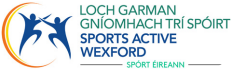 LOCH GARMAN
GNÍOMHACH TRÍ SPÓIRT
SPORTS ACTIVE
WEXFORD
SPÓRT ÉIREANN